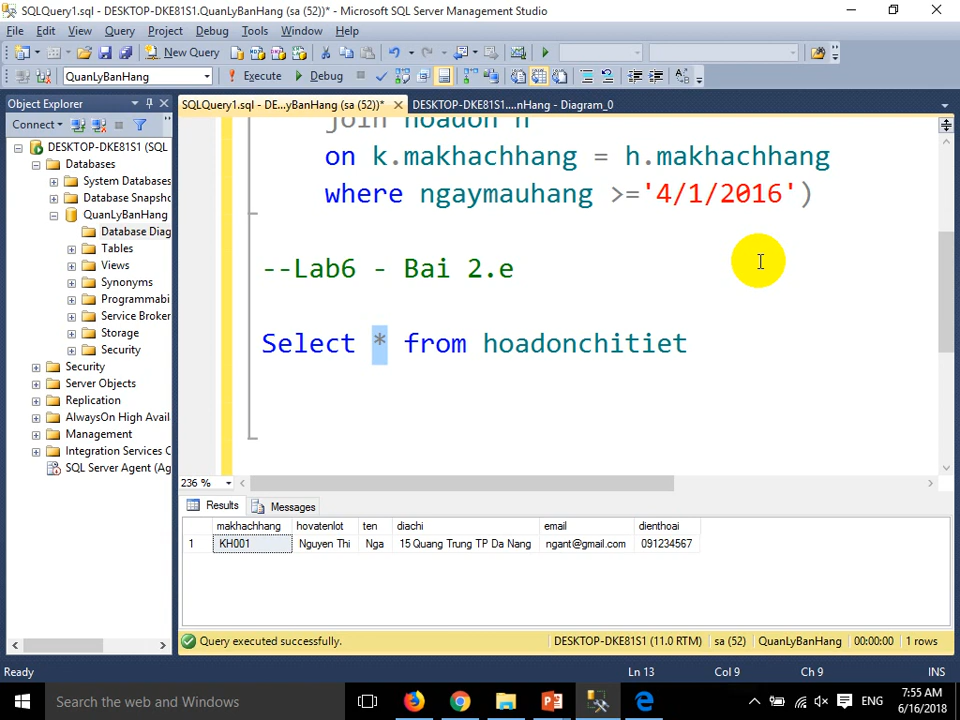 SQLQuery1.sql - DESKTOP-DKE81S1.QuanLyBanHang (sa (52))* - Microsoft SQL Server Management Studio
File Edit View Query Project Debug Tools Window Help
New Query
QuanLyBanHang
Execute
Debug
Object Explorer
SQLQuery1.sql - DE...yBanHang (sa (52))*
DESKTOP-DKE81S1....nHang - Diagram_0
Connect
DESKTOP-DKE81S1 (SQL
Databases
System Databases
Database Snapsho
QuanLyBanHang
Database Diag
Tables
Views
Synonyms
Programmabi
Service Broker
Storage
Security
Security
Server Objects
Replication
AlwaysOn High Avail
Management
Integration Services C
SQL Server Agent (Ag
join hoadon h
on k.makhachhang = h.makhachhang
where ngaymauhang >='4/1/2016')
--Lab6 - Bai 2.e
Select * from hoadonchitiet
236 %
Results
Messages
makhachhang hovatenlot ten diachi email dienthoai
1 KH001 Nguyen Thi Nga 15 Quang Trung TP Da Nang ngant@gmail.com 091234567
Query executed successfully.
DESKTOP-DKE81S1 (11.0 RTM) sa (52) QuanLyBanHang 00:00:00 1 rows
Ready
Ln 13
Col 9
Ch 9
INS
Search the web and Windows
ENG
7:55 AM
6/16/2018